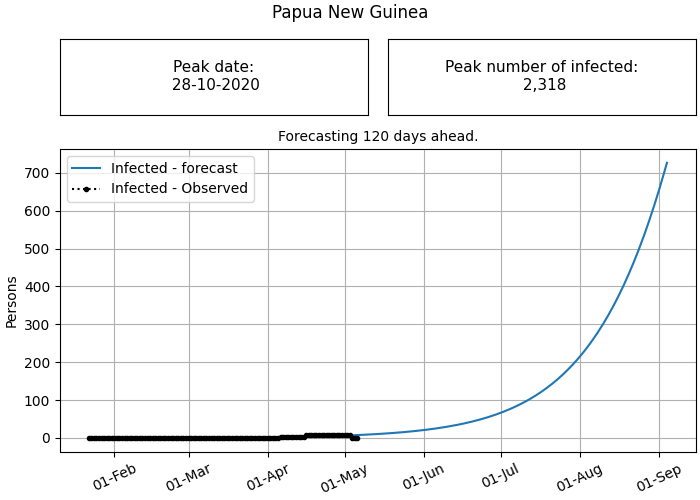 Papua New Guinea
Peak date:
28-10-2020
Peak number of infected:
2,318
Forecasting 120 days ahead.
Infected - forecast
Infected - Observed
Persons
700
600
500
400
300
200
100
0
01-Feb
01-Mar
01-Apr
01-May
01-Jun
01-Jul
01-Aug
01-Sep